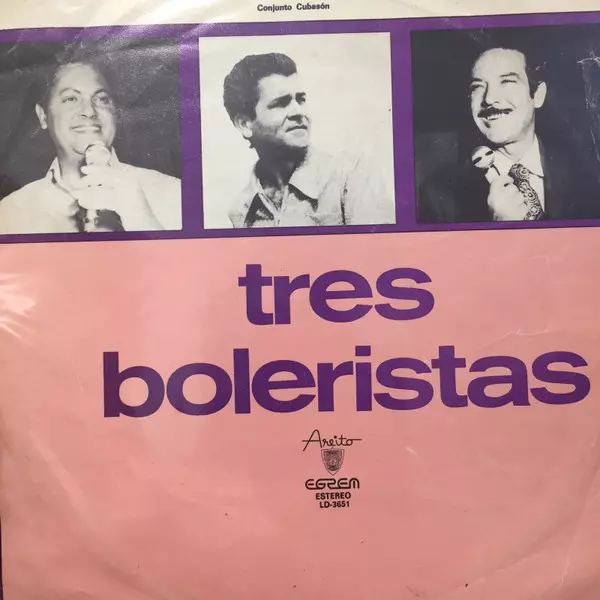 Conjunto Cubasón
tres
boleristas
Areito
EGREM
ESTEREO
LD-3651